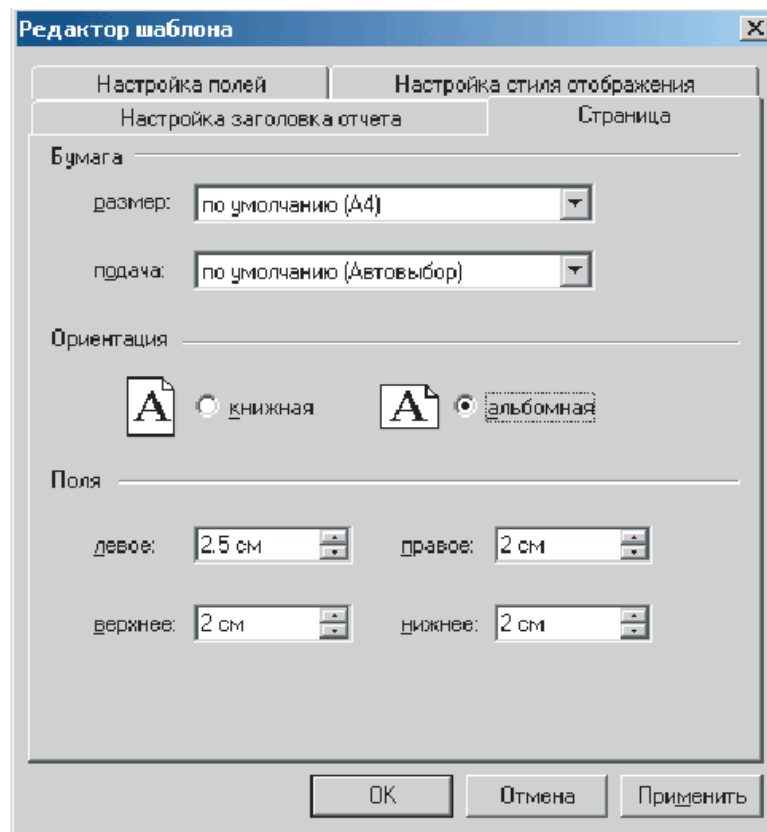 Редактор шаблона
Настройка полей Настройка стиля отображения
Настройка заголовка отчета Страница
Бумага
размер: по умолчанию (A4)
подача: по умолчанию (Автовыбор)
Ориентация
A книжная A альбомная
Поля
левое: 2.5 см правое: 2 см
верхнее: 2 см нижнее: 2 см
OK Отмена Применить